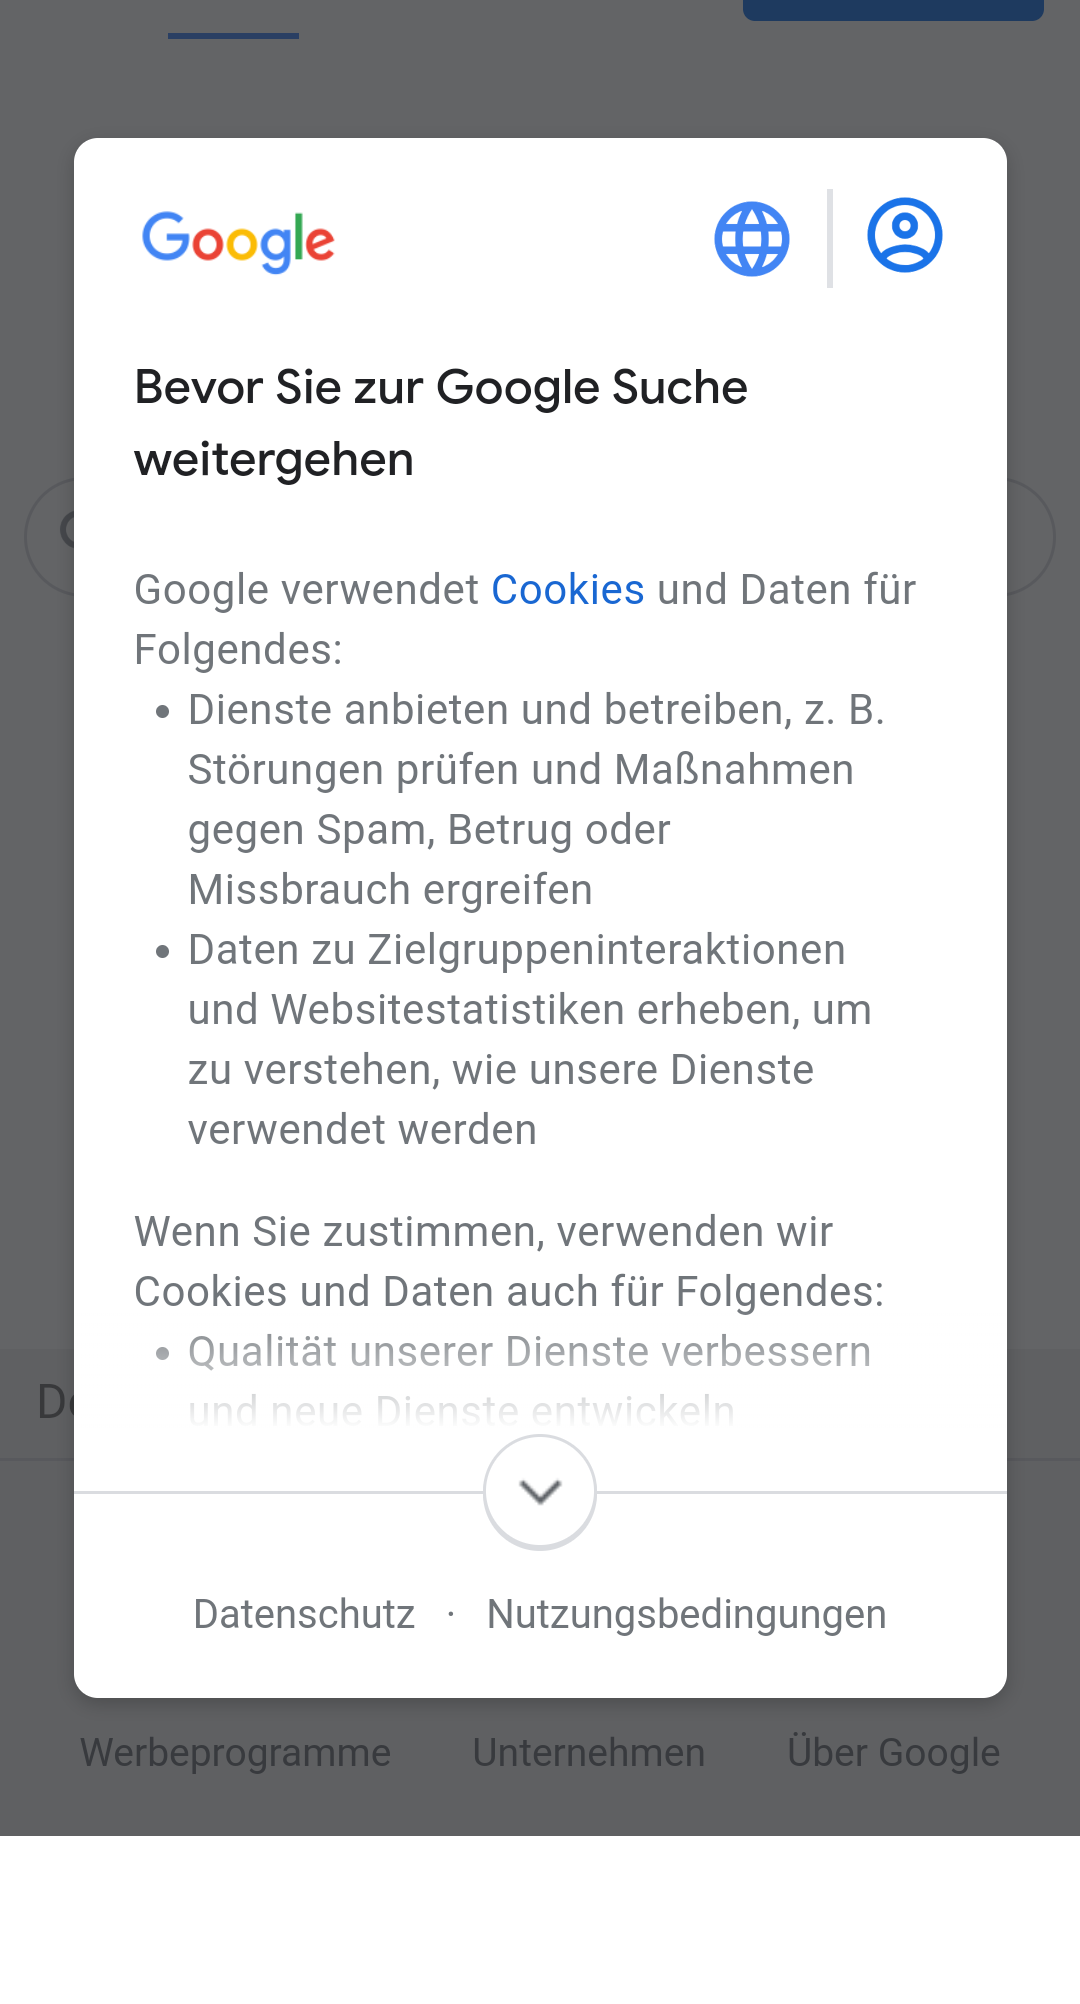 Google
Bevor Sie zur Google Suche
weitergehen
Google verwendet Cookies und Daten für
Folgendes:
• Dienste anbieten und betreiben, z. B.
Störungen prüfen und Maßnahmen
gegen Spam, Betrug oder
Missbrauch ergreifen
• Daten zu Zielgruppeninteraktionen
und Websitestatistiken erheben, um
zu verstehen, wie unsere Dienste
verwendet werden
Wenn Sie zustimmen, verwenden wir
Cookies und Daten auch für Folgendes:
• Qualität unserer Dienste verbessern
und neue Dienste entwickeln
Datenschutz · Nutzungsbedingungen
Werbeprogramme Unternehmen Über Google